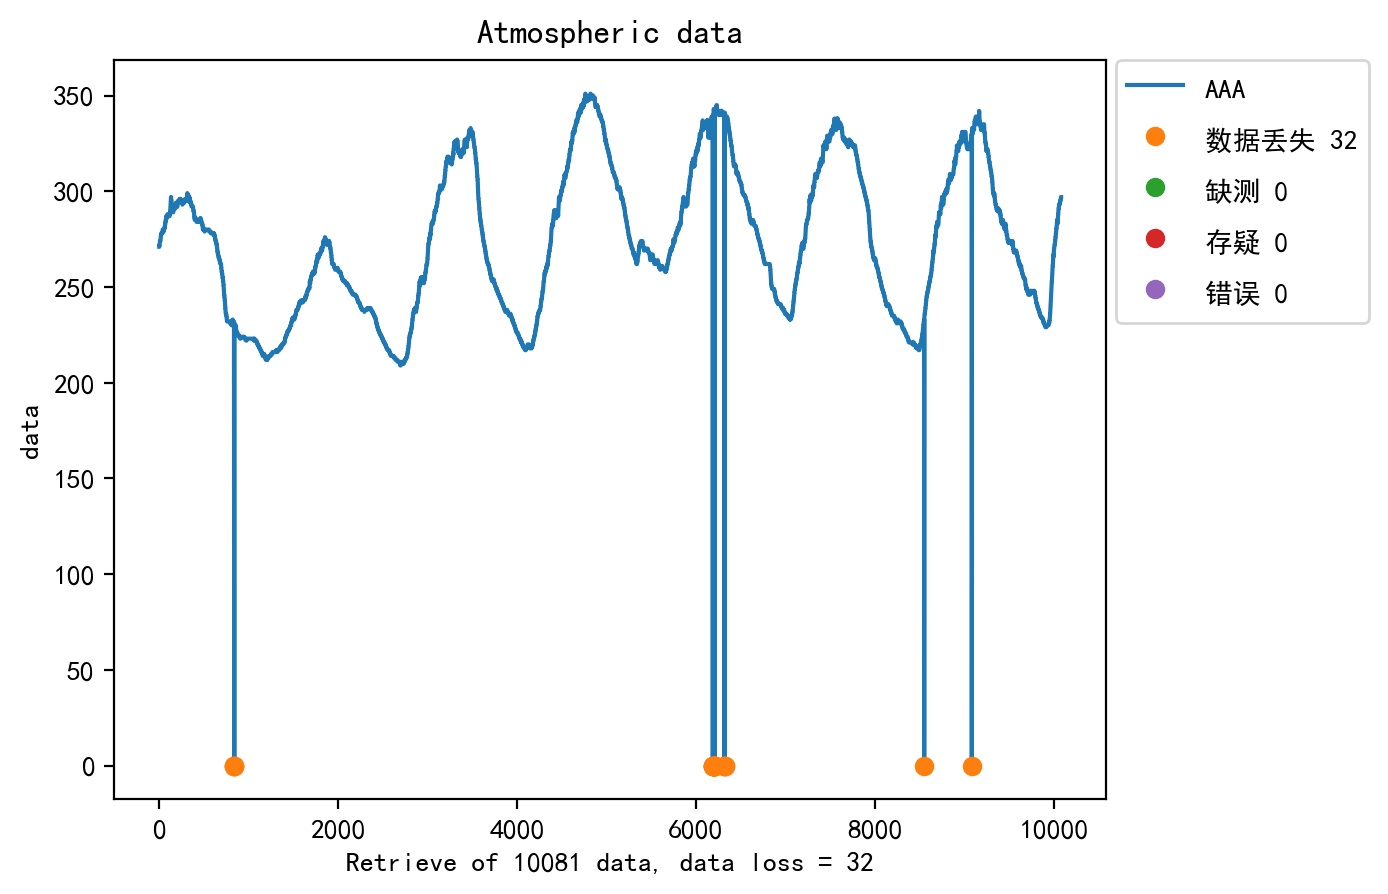 Atmospheric data
350
300
250
200
150
100
50
0
data
0 2000 4000 6000 8000 10000
Retrieve of 10081 data, data loss = 32
AAA
数据丢失 32
缺测 0
存疑 0
错误 0